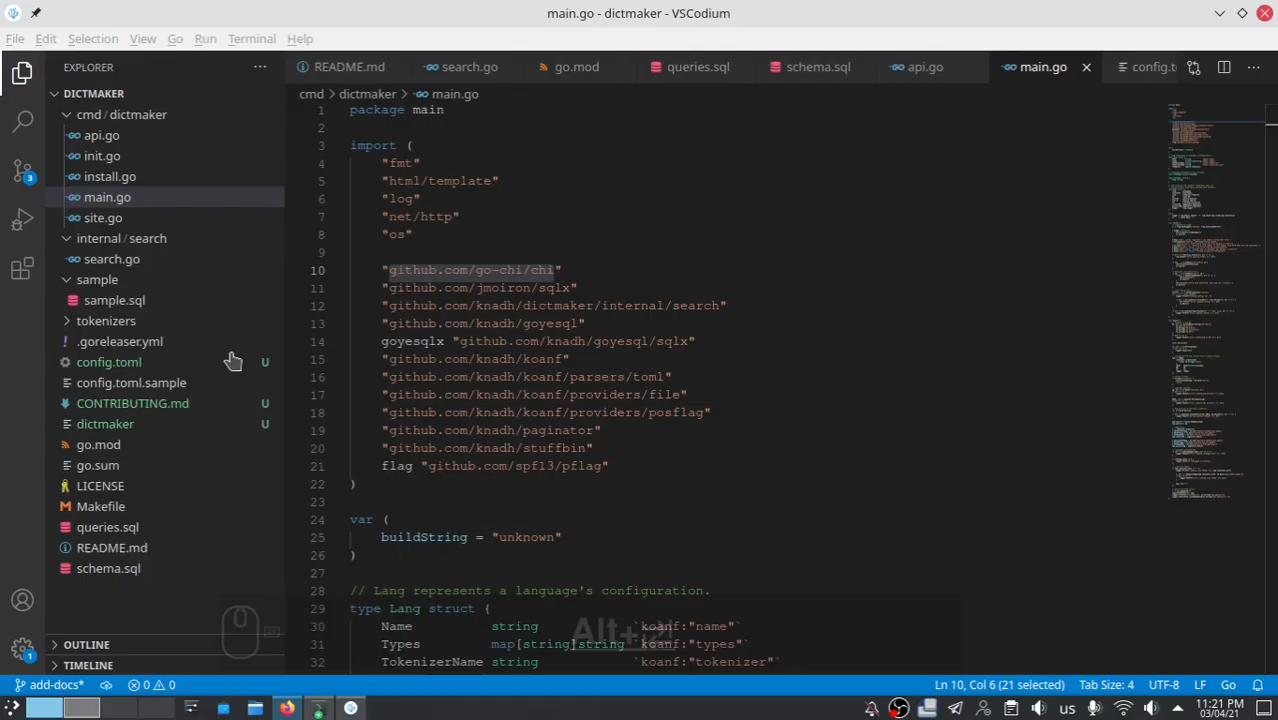 main.go - dictmaker - VSCodium
File Edit Selection View Go Run Terminal Help
EXPLORER
README.md search.go go.mod queries.sql schema.sql api.go main.go config.t
cmd dictmaker main.go
DICTMAKER
cmd / dictmaker
api.go
init.go
install.go
main.go
site.go
internal / search
search.go
sample
sample.sql
tokenizers
.goreleaser.yml
config.toml U
config.toml.sample
CONTRIBUTING.md U
dictmaker U
go.mod
go.sum
LICENSE
Makefile
queries.sql
README.md
schema.sql
OUTLINE
TIMELINE
3
1
1 package main
2
3 import (
4 "fmt"
5 "html/template"
6 "log"
7 "net/http"
8 "os"
9
10 "github.com/go-chi/chi"
11 "github.com/jmoiron/sqlx"
12 "github.com/knadh/dictmaker/internal/search"
13 "github.com/knadh/goyesql"
14 goyesqlx "github.com/knadh/goyesql/sqlx"
15 "github.com/knadh/koanf"
16 "github.com/knadh/koanf/parsers/toml"
17 "github.com/knadh/koanf/providers/file"
18 "github.com/knadh/koanf/providers/posflag"
19 "github.com/knadh/paginator"
20 "github.com/knadh/stuffbin"
21 flag "github.com/spf13/pflag"
22 )
23
24 var (
25 buildString = "unknown"
26 )
27
28 // Lang represents a language's configuration.
29 type Lang struct {
30 Name string `koanf:"name"`
31 Types map[string]string `koanf:"types"`
32 TokenizerName string `koanf:"tokenizer"`
Alt+
add-docs* 0 0 Ln 10, Col 6 (21 selected) Tab Size: 4 UTF-8 LF Go
us 11:21 PM
03/04/21